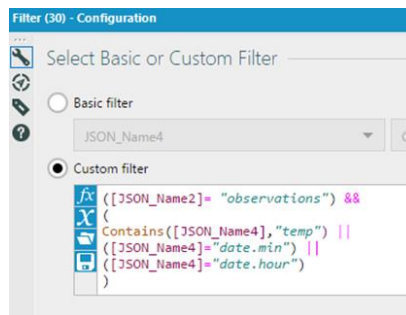 Filter (30) - Configuration
Select Basic or Custom Filter
Basic filter
JSON_Name4
Custom filter
([JSON_Name2]= "observations") &&
(
Contains([JSON_Name4],"temp") ||
([JSON_Name4]="date.min") ||
([JSON_Name4]="date.hour")
)